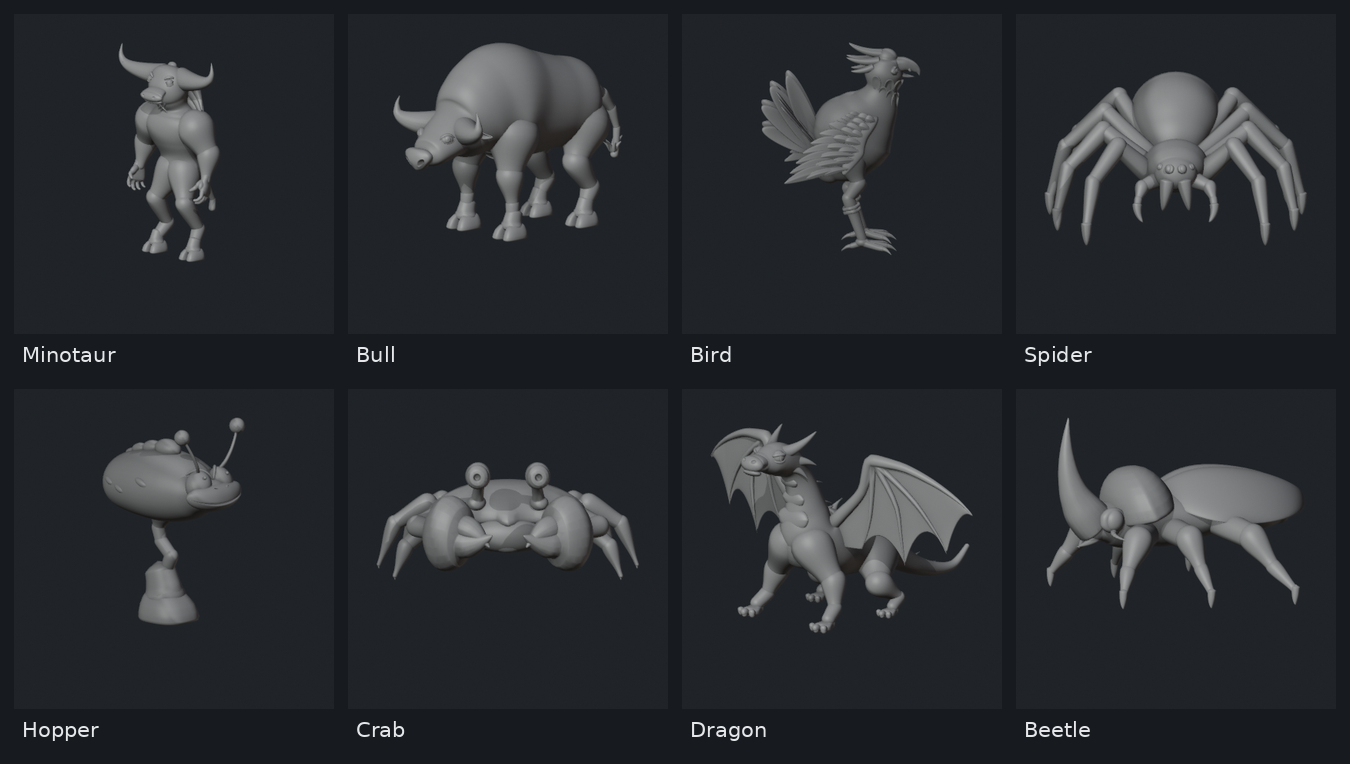 Minotaur
Bull
Bird
Spider
Hopper
Crab
Dragon
Beetle